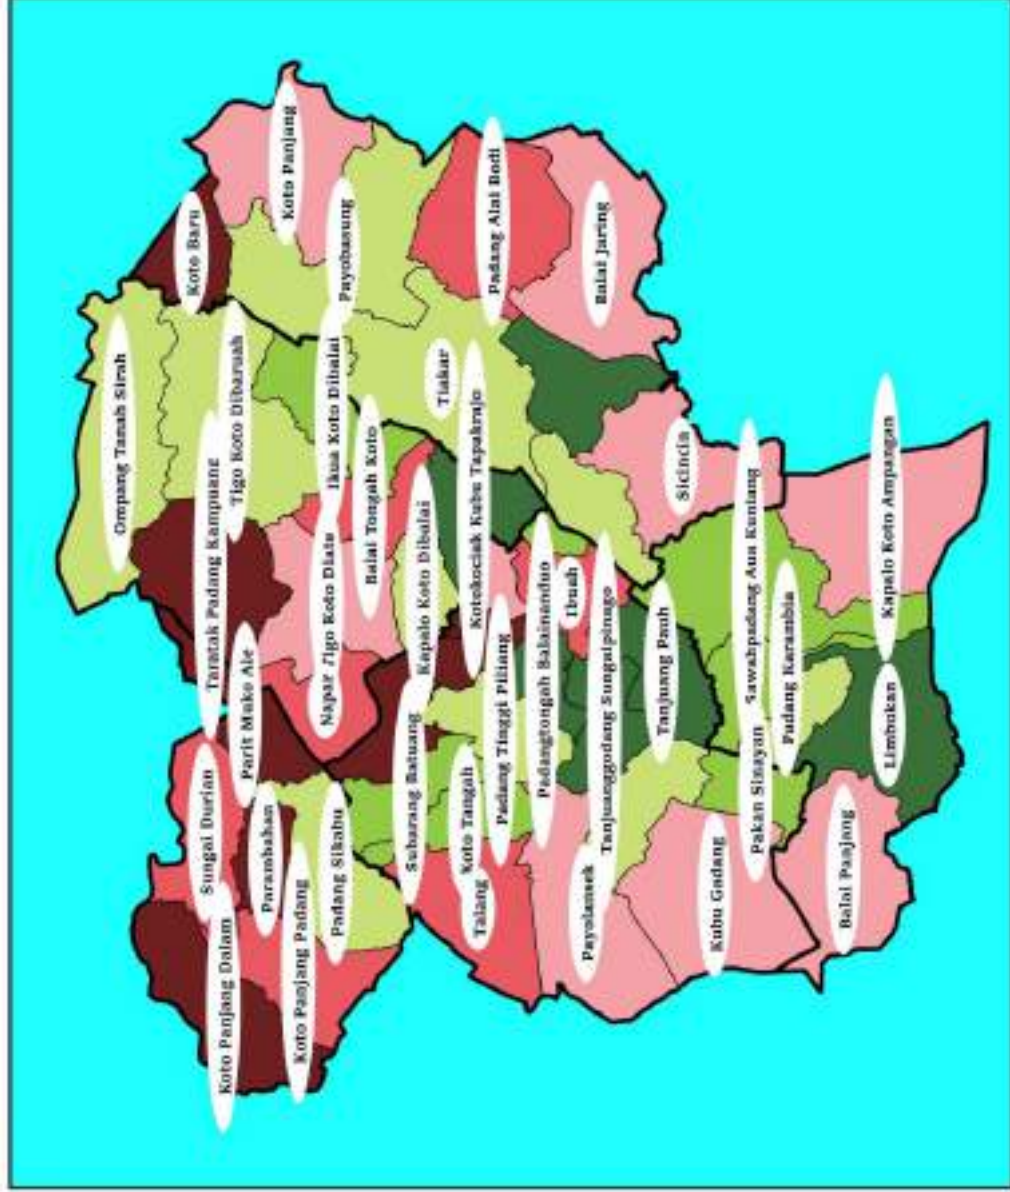 Ompang Tanah Sirah
Koto Baru
Taratak Padang Kampuang
Tigo Koto Dibaruah
Koto Panjang
Payobasung
Parit Muko Aie
Sungai Durian
Koto Panjang Dalam
Parambahan
Koto Panjang Padang
Padang Sikabu
Napar
Tigo Koto Diate
Ikua Koto Dibalai
Balai Tongah Koto
Kapalo Koto Dibalai
Subarang Batuang
Tiakar
Padang Alai Bodi
Kotokociak Kubu Tapakrajo
Koto Tangah
Talang
Padang Tinggi Piliang
Padangtongah Balainanduo
Ibuah
Balai Jaring
Payolansek
Tanjuanggodang Sungaipinago
Tanjuang Pauh
Sicincin
Kubu Gadang
Sawahpadang Aua Kuniang
Pakan Sinayan
Padang Karambia
Kapalo Koto Ampangan
Limbukan
Balai Panjang